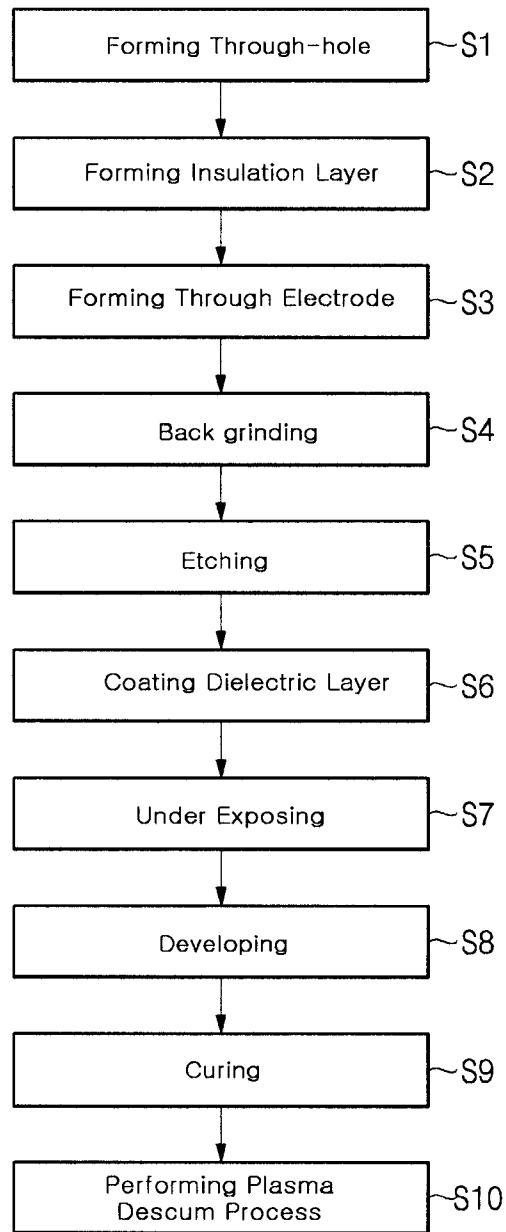 Forming Through-hole S1
Forming Insulation Layer S2
Forming Through Electrode S3
Back grinding S4
Etching S5
Coating Dielectric Layer S6
Under Exposing S7
Developing S8
Curing S9
Performing Plasma
Descum Process S10